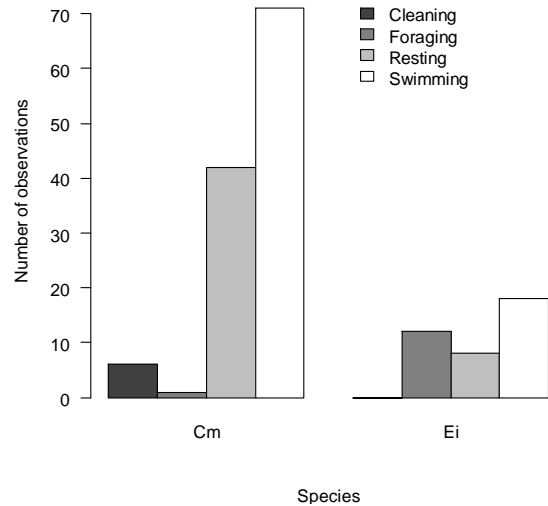 Number of observations
70
60
50
40
30
20
10
0
Cleaning
Foraging
Resting
Swimming
Cm
Ei
Species